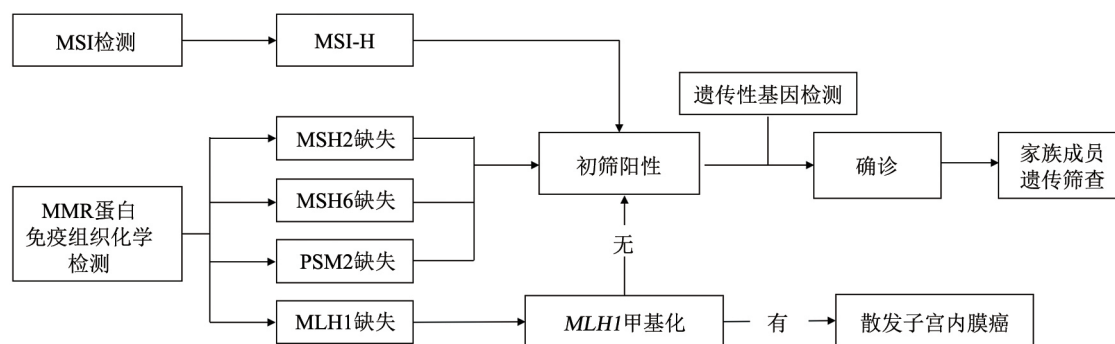 MSI检测
MSI-H
遗传性基因检测
MSH2缺失
初筛阳性
确诊
家族成员
遗传筛查
MMR蛋白
免疫组织化学
检测
MSH6缺失
PSM2缺失
无
MLH1缺失
MLH1甲基化
有
散发子宫内膜癌